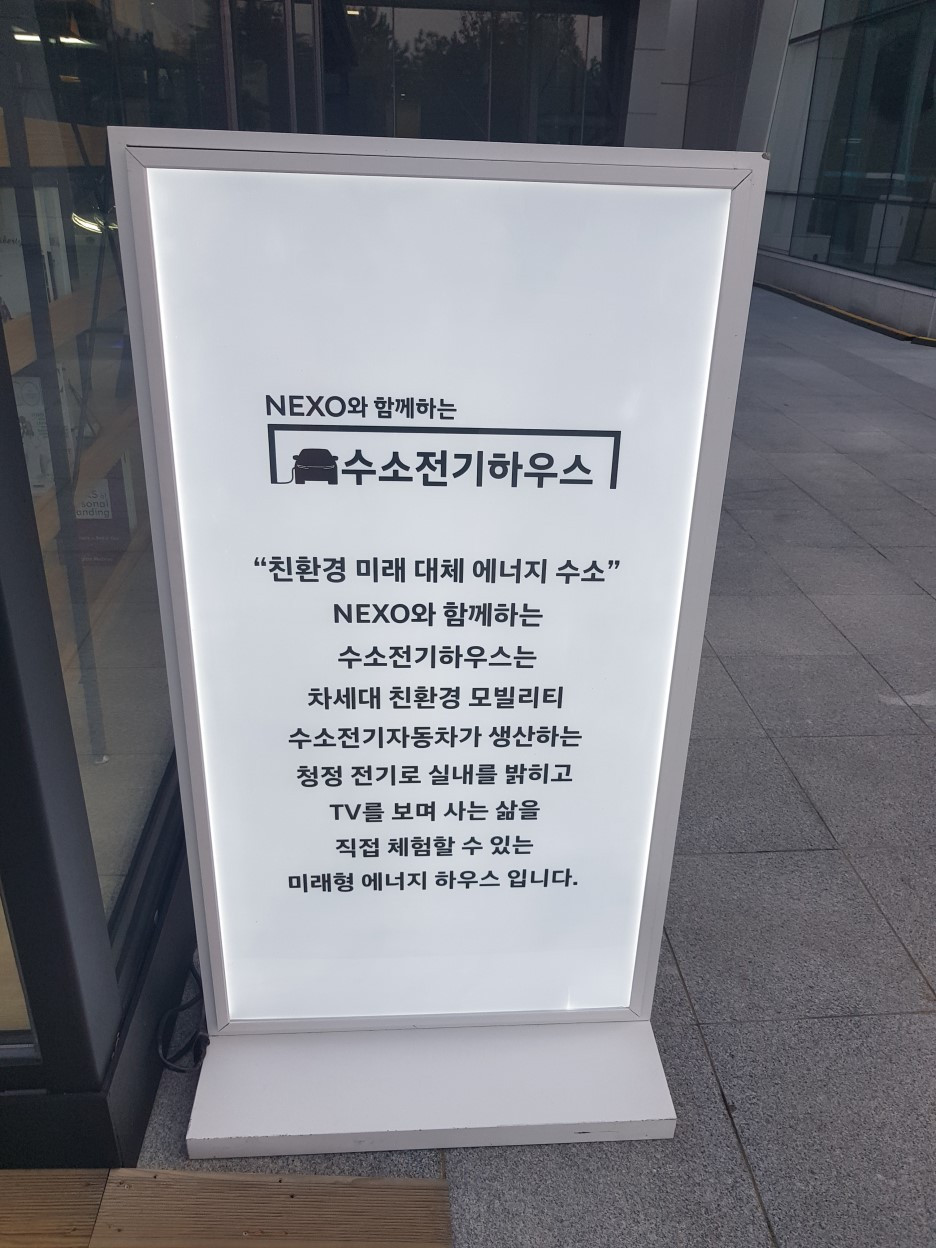 NEXO와 함께하는
수소전기하우스
“친환경 미래 대체 에너지 수소”
NEXO와 함께하는
수소전기하우스는
차세대 친환경 모빌리티
수소전기자동차가 생산하는
청정 전기로 실내를 밝히고
TV를 보며 사는 삶을
직접 체험할 수 있는
미래형 에너지 하우스 입니다.